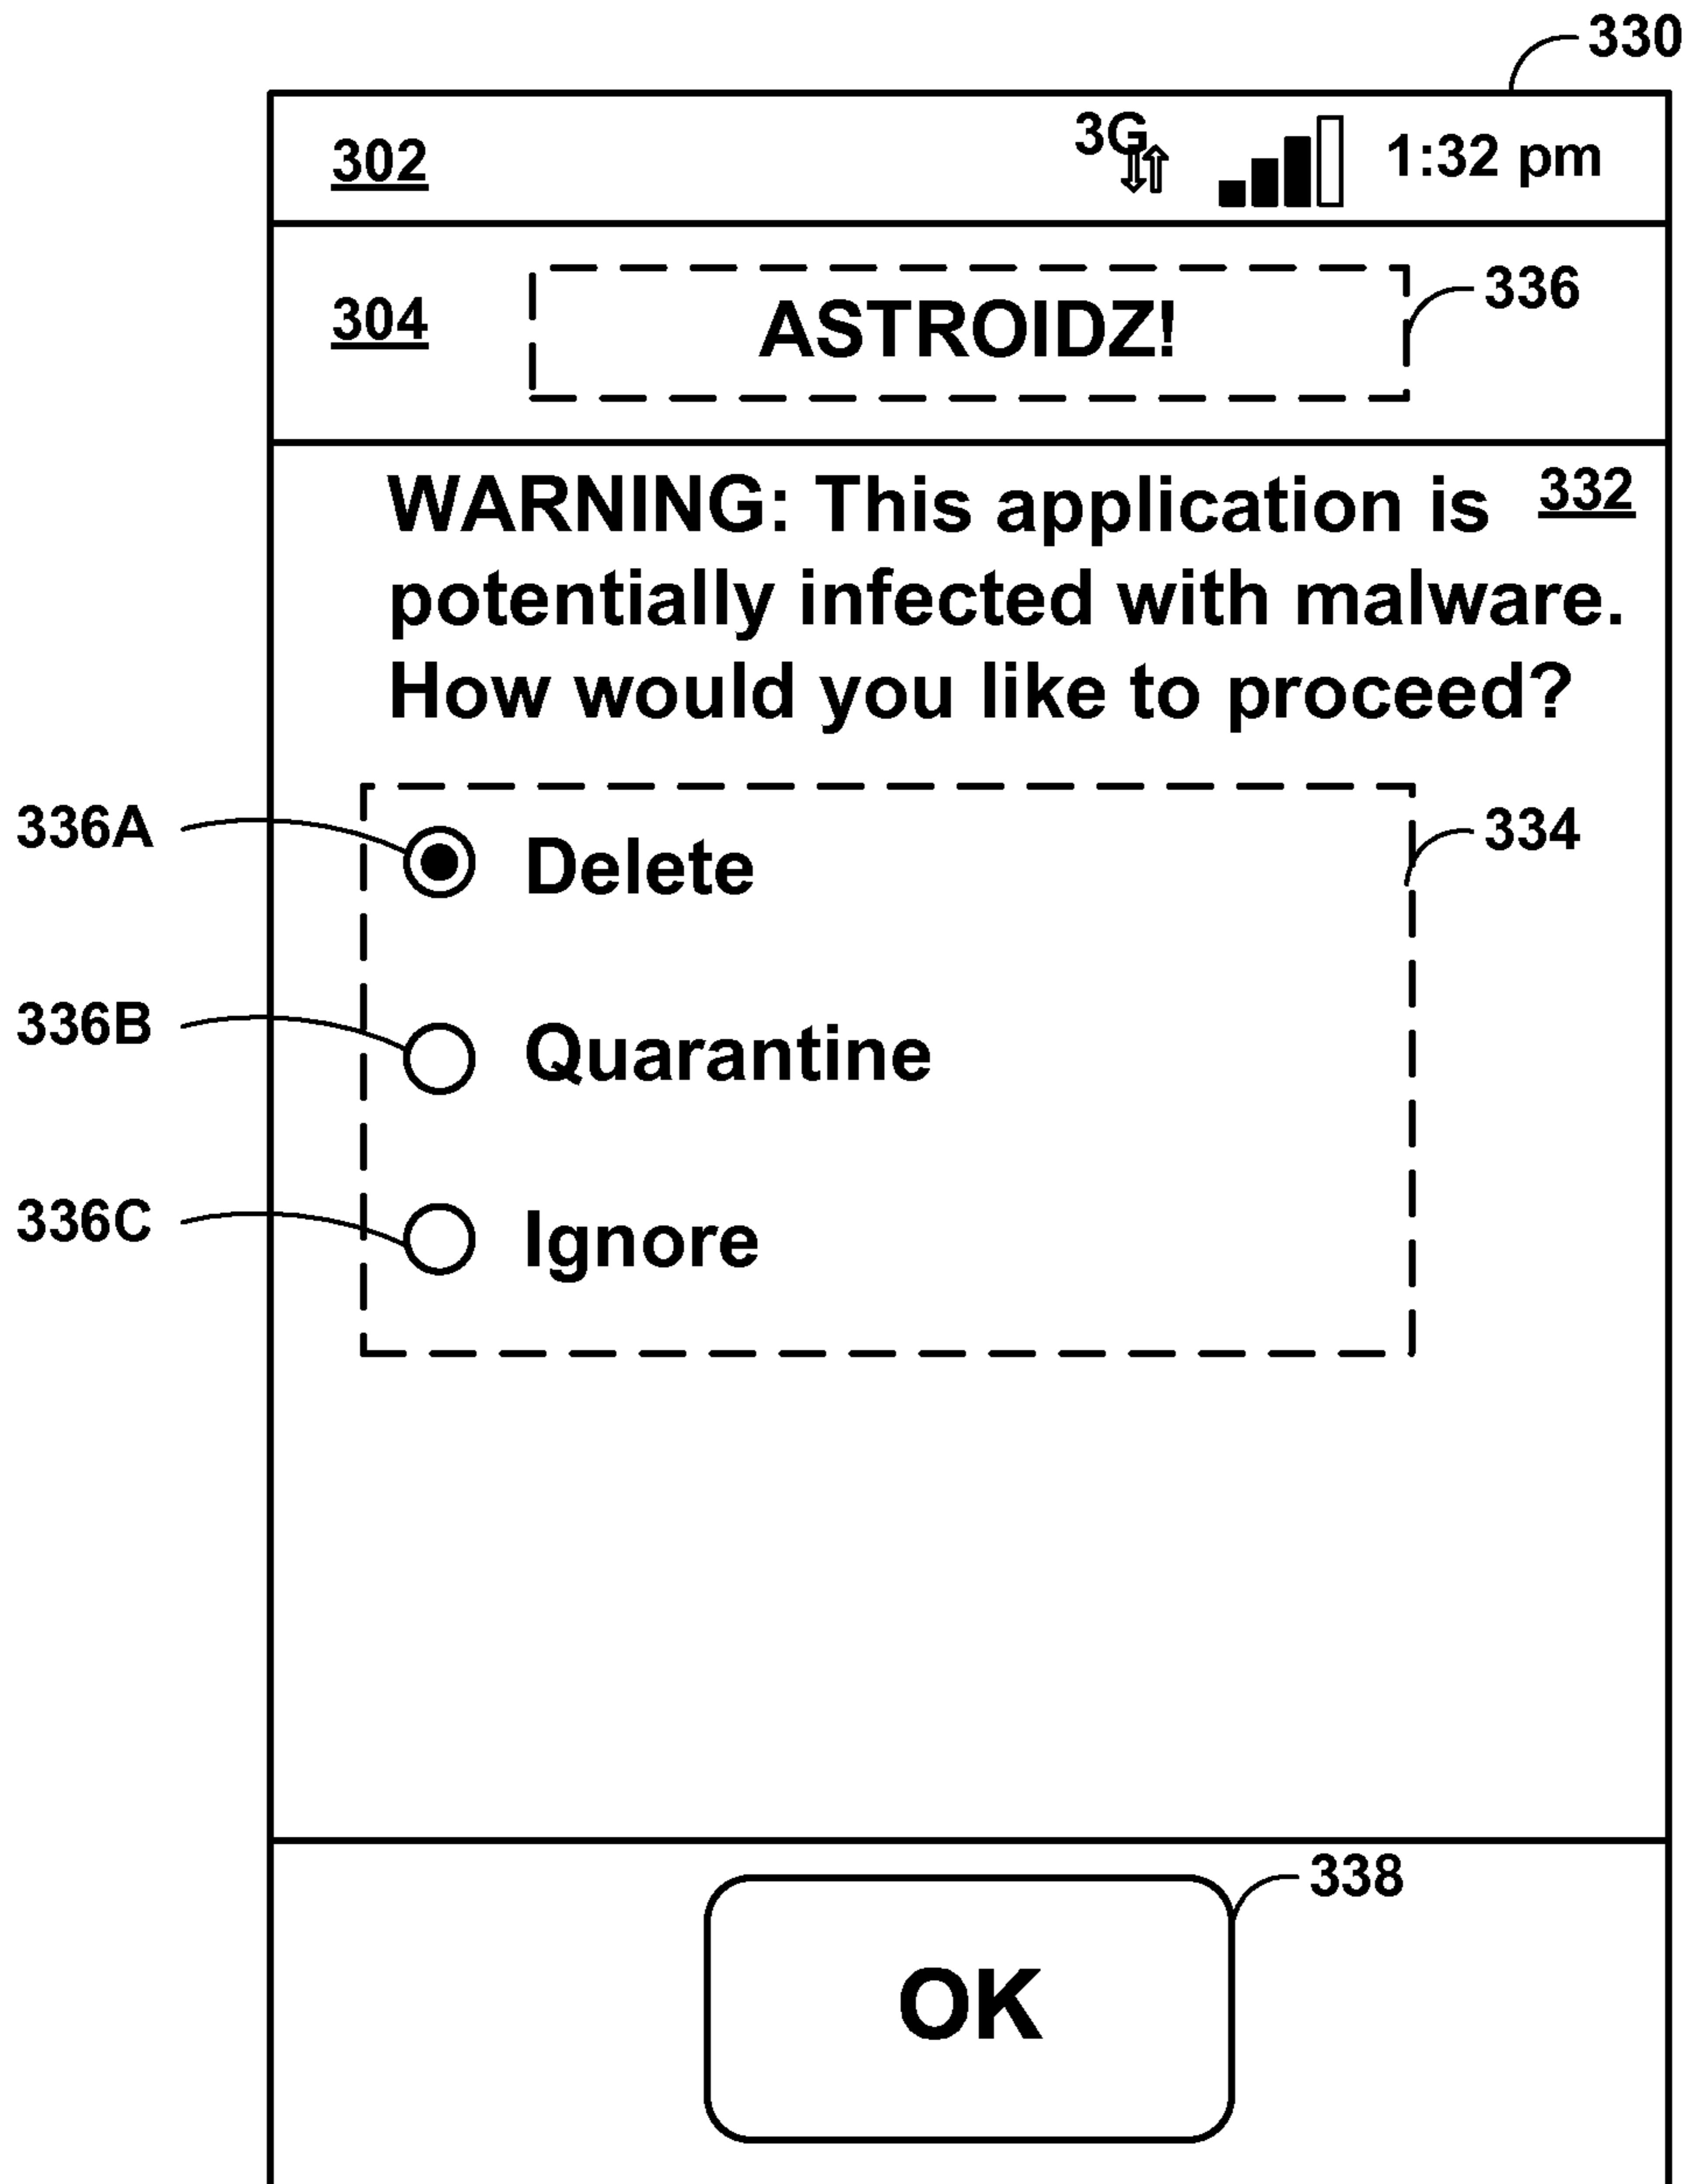 330
302 3G 1:32 pm
304 ASTROIDZ! 336
WARNING: This application is 332
potentially infected with malware.
How would you like to proceed?
336A Delete 334
336B Quarantine
336C Ignore
338
OK